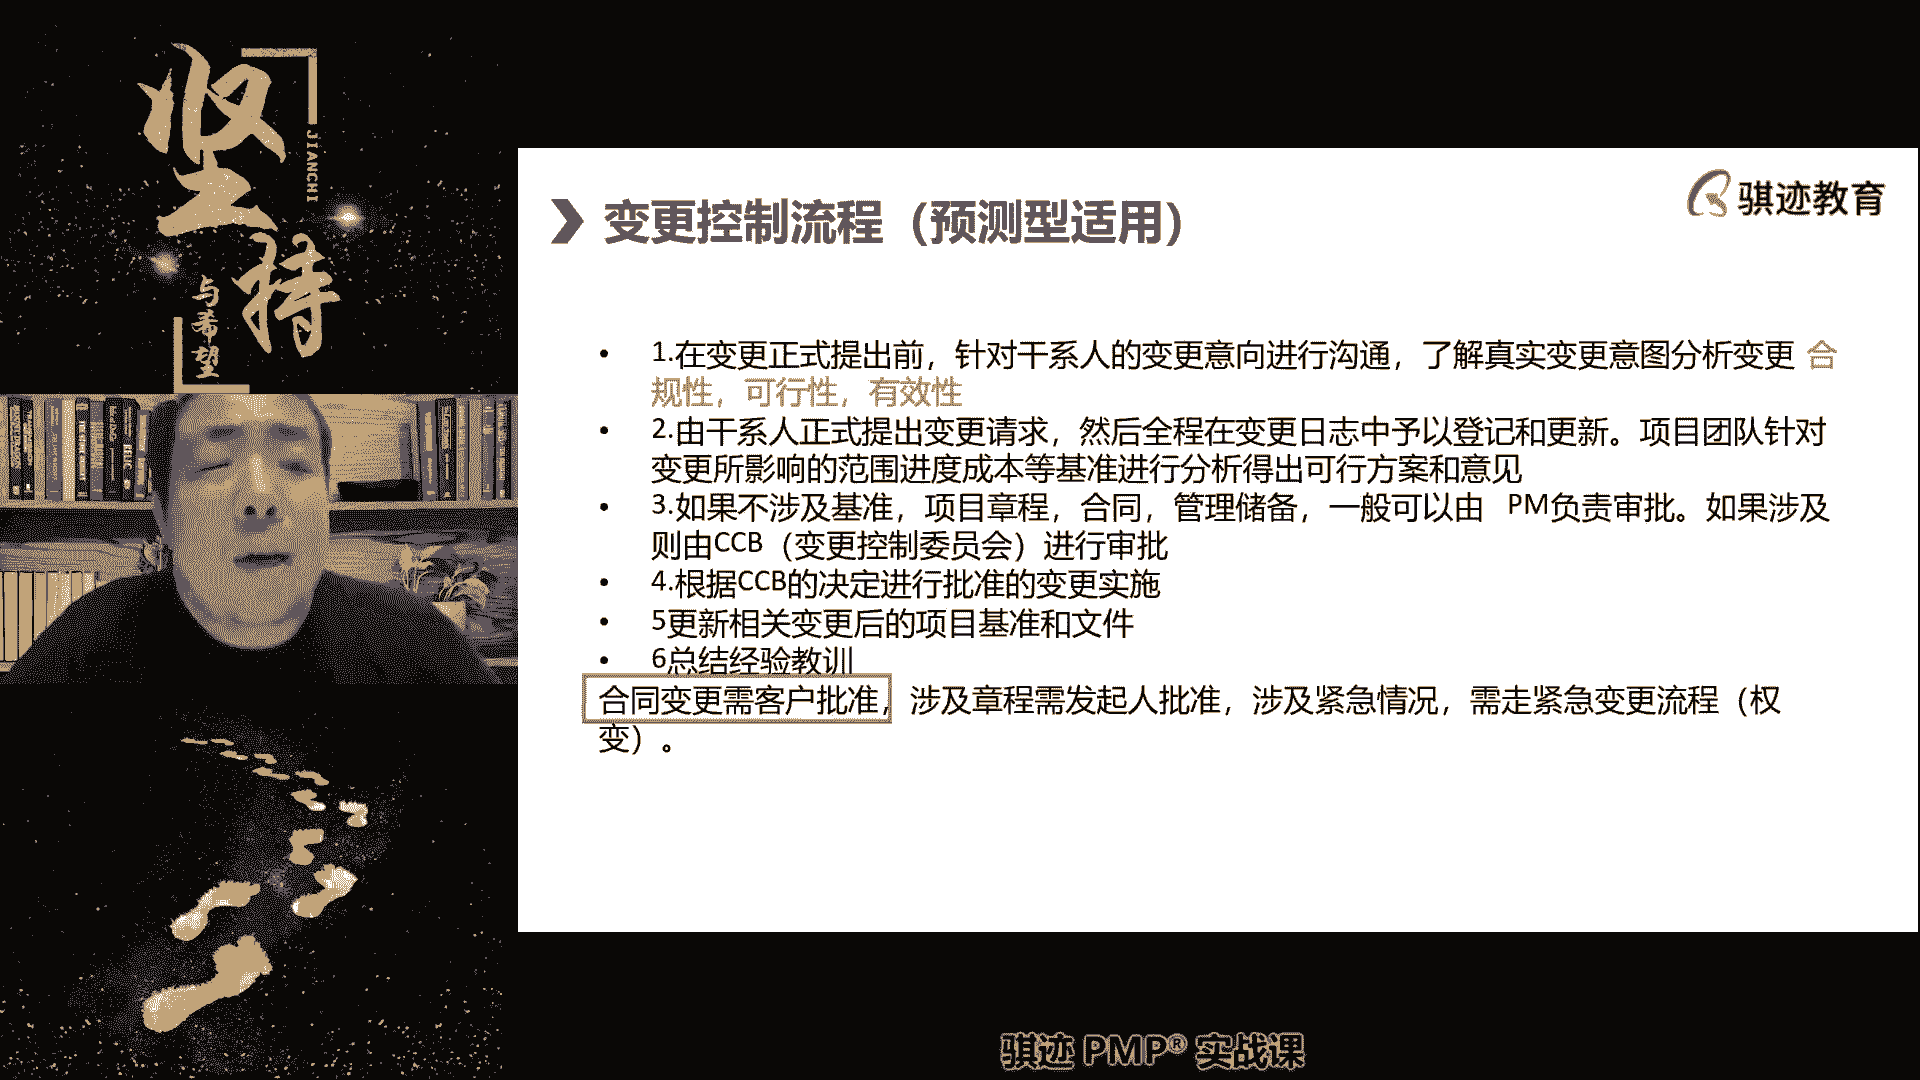 坚持
JIANCHI
与希望
骐迹教育
变更控制流程（预测型适用）
• 1.在变更正式提出前，针对干系人的变更意向进行沟通，了解真实变更意图分析变更 合
规性，可行性，有效性
• 2.由干系人正式提出变更请求，然后全程在变更日志中予以登记和更新。项目团队针对
变更所影响的范围进度成本等基准进行分析得出可行方案和意见
• 3.如果不涉及基准，项目章程，合同，管理储备，一般可以由 PM负责审批。如果涉及
则由CCB（变更控制委员会）进行审批
• 4.根据CCB的决定进行批准的变更实施
• 5更新相关变更后的项目基准和文件
• 6总结经验教训
合同变更需客户批准，涉及章程需发起人批准，涉及紧急情况，需走紧急变更流程（权
变）。
骐迹 PMP® 实战课